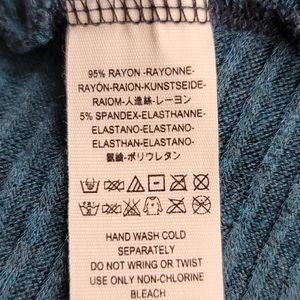 95% RAYON -RAYONNE-
RAYÓN-RAION-KUNSTSEIDE-
RAIOM-人造絲-レーヨン
5% SPANDEX-ELASTHANNE-
ELASTANO-ELASTANO-
ELASTHAN-ELASTAN-
氨綸-ポリウレタン
HAND WASH COLD
SEPARATELY
DO NOT WRING OR TWIST
USE ONLY NON-CHLORINE
BLEACH